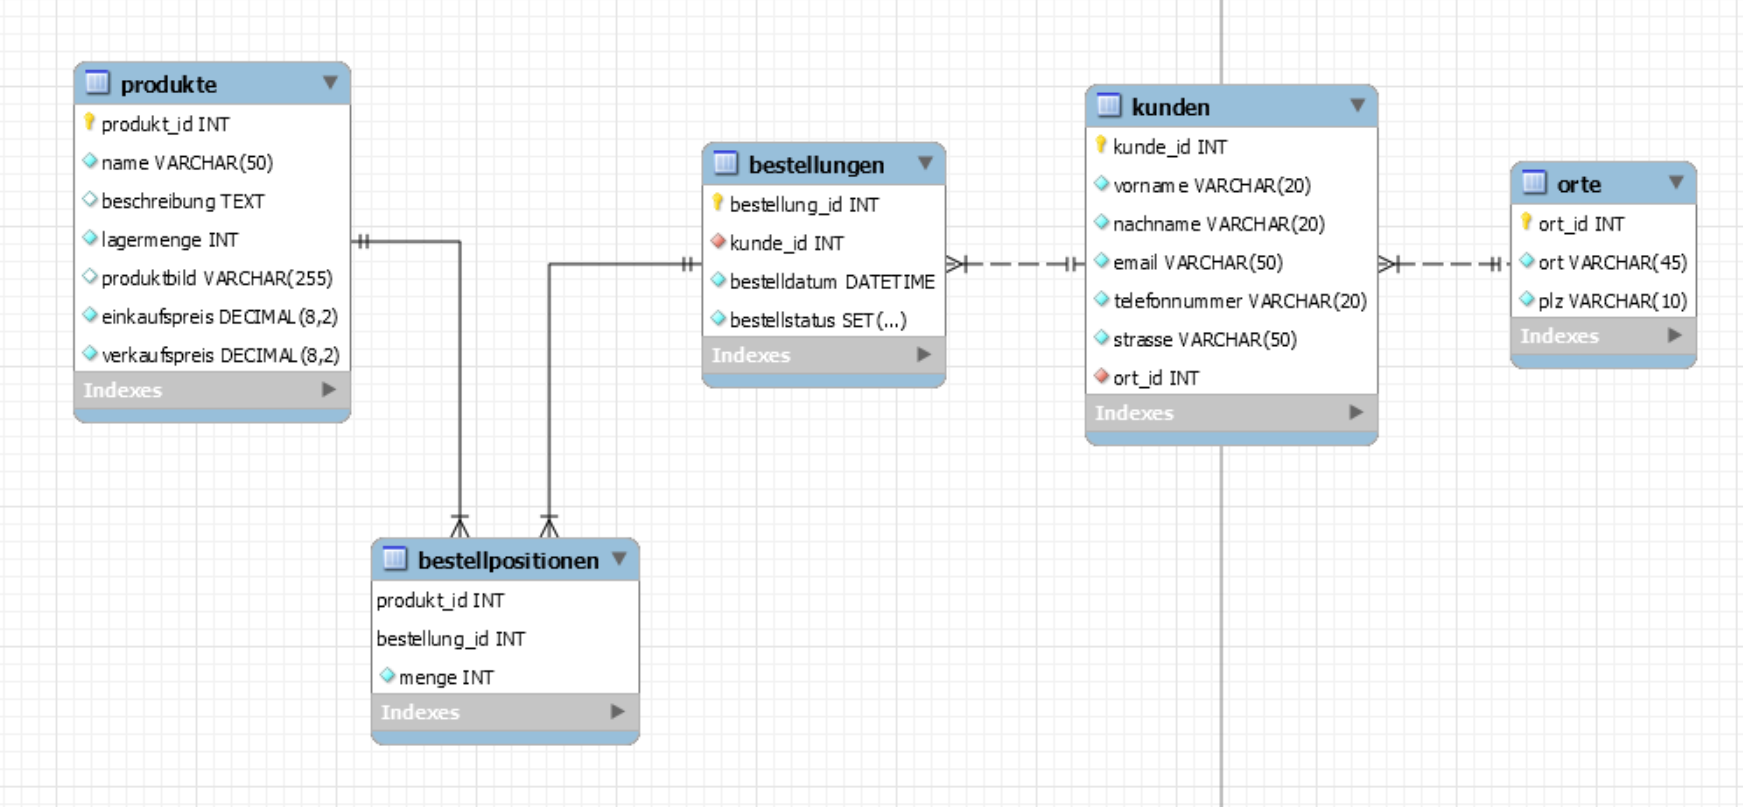 produkte
produkt_id INT
name VARCHAR(50)
beschreibung TEXT
lagermenge INT
produktbild VARCHAR(255)
einkaufspreis DECIMAL(8,2)
verkaufspreis DECIMAL(8,2)
Indexes
bestellungen
bestellung_id INT
kunde_id INT
bestelldatum DATETIME
bestellstatus SET(...)
Indexes
kunden
kunde_id INT
vorname VARCHAR(20)
nachname VARCHAR(20)
email VARCHAR(50)
telefonnummer VARCHAR(20)
strasse VARCHAR(50)
ort_id INT
Indexes
orte
ort_id INT
ort VARCHAR(45)
plz VARCHAR(10)
Indexes
bestellpositionen
produkt_id INT
bestellung_id INT
menge INT
Indexes